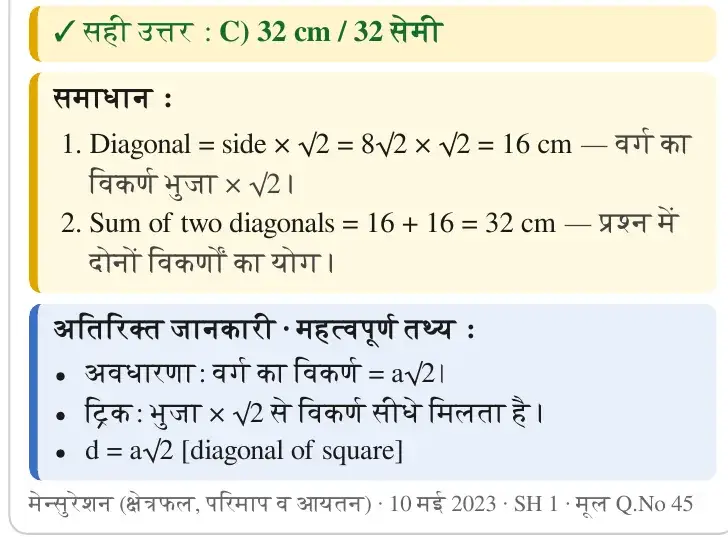 ✓ सही उत्तर : C) 32 cm / 32 सेमी
समाधान :
1. Diagonal = side × √2 = 8√2 × √2 = 16 cm — वर्ग का
विकर्ण भुजा × √2।
2. Sum of two diagonals = 16 + 16 = 32 cm — प्रश्न में
दोनों विकर्णों का योग।
अतिरिक्त जानकारी · महत्वपूर्ण तथ्य :
• अवधारणा : वर्ग का विकर्ण = a√2।
• ट्रिक : भुजा × √2 से विकर्ण सीधे मिलता है।
• d = a√2 [diagonal of square]
मेन्सुरेशन (क्षेत्रफल, परिमाप व आयतन) · 10 मई 2023 · SH 1 · मूल Q.No 45